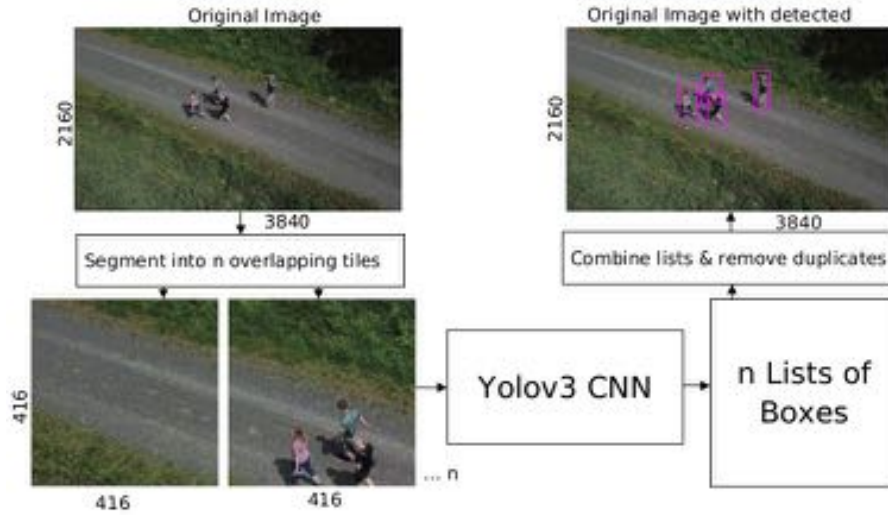 Original Image
Original Image with detected
2160
2160
3840
3840
Segment into n overlapping tiles
Combine lists & remove duplicates
416
Yolov3 CNN
n Lists of
Boxes
... n
416
416